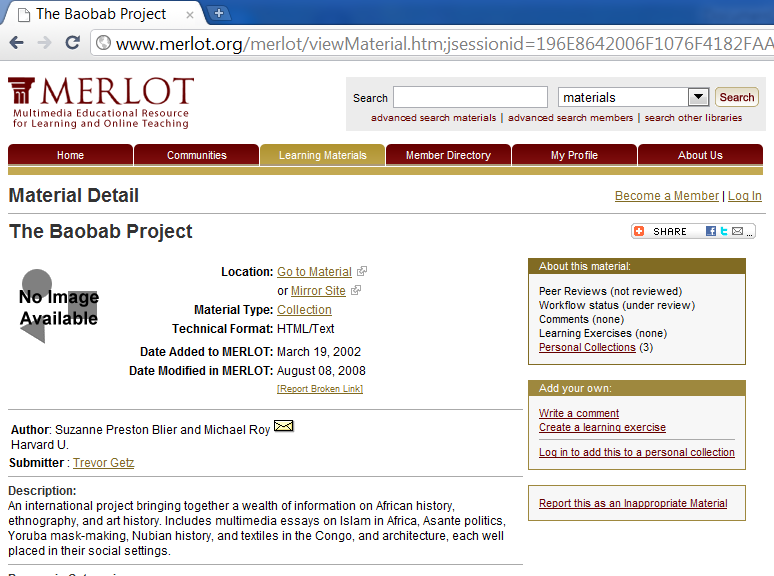 The Baobab Project
www.merlot.org/merlot/viewMaterial.htm;jsessionid=196E8642006F1076F4182FAA
MERLOT
Multimedia Educational Resource
for Learning and Online Teaching
Search materials Search
advanced search materials | advanced search members | search other libraries
Home Communities Learning Materials Member Directory My Profile About Us
Material Detail
Become a Member | Log In
The Baobab Project
SHARE
No Image
Available
Location: Go to Material
or Mirror Site
Material Type: Collection
Technical Format: HTML/Text
Date Added to MERLOT: March 19, 2002
Date Modified in MERLOT: August 08, 2008
[Report Broken Link]
Author: Suzanne Preston Blier and Michael Roy
Harvard U.
Submitter : Trevor Getz
Description:
An international project bringing together a wealth of information on African history,
ethnography, and art history. Includes multimedia essays on Islam in Africa, Asante politics,
Yoruba mask-making, Nubian history, and textiles in the Congo, and architecture, each well
placed in their social settings.
About this material:
Peer Reviews (not reviewed)
Workflow status (under review)
Comments (none)
Learning Exercises (none)
Personal Collections (3)
Add your own:
Write a comment
Create a learning exercise
Log in to add this to a personal collection
Report this as an Inappropriate Material